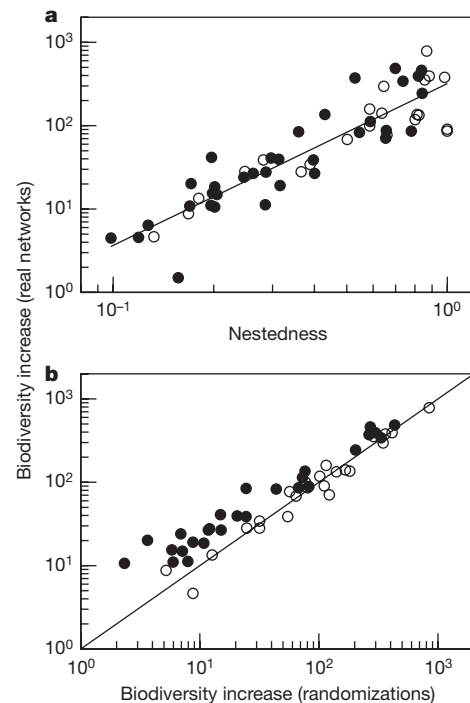 a
10³
10²
10¹
10⁰
10⁻¹
10⁰
Nestedness
Biodiversity increase (real networks)
b
10³
10²
10¹
10⁰
10⁰
10¹
10²
10³
Biodiversity increase (randomizations)